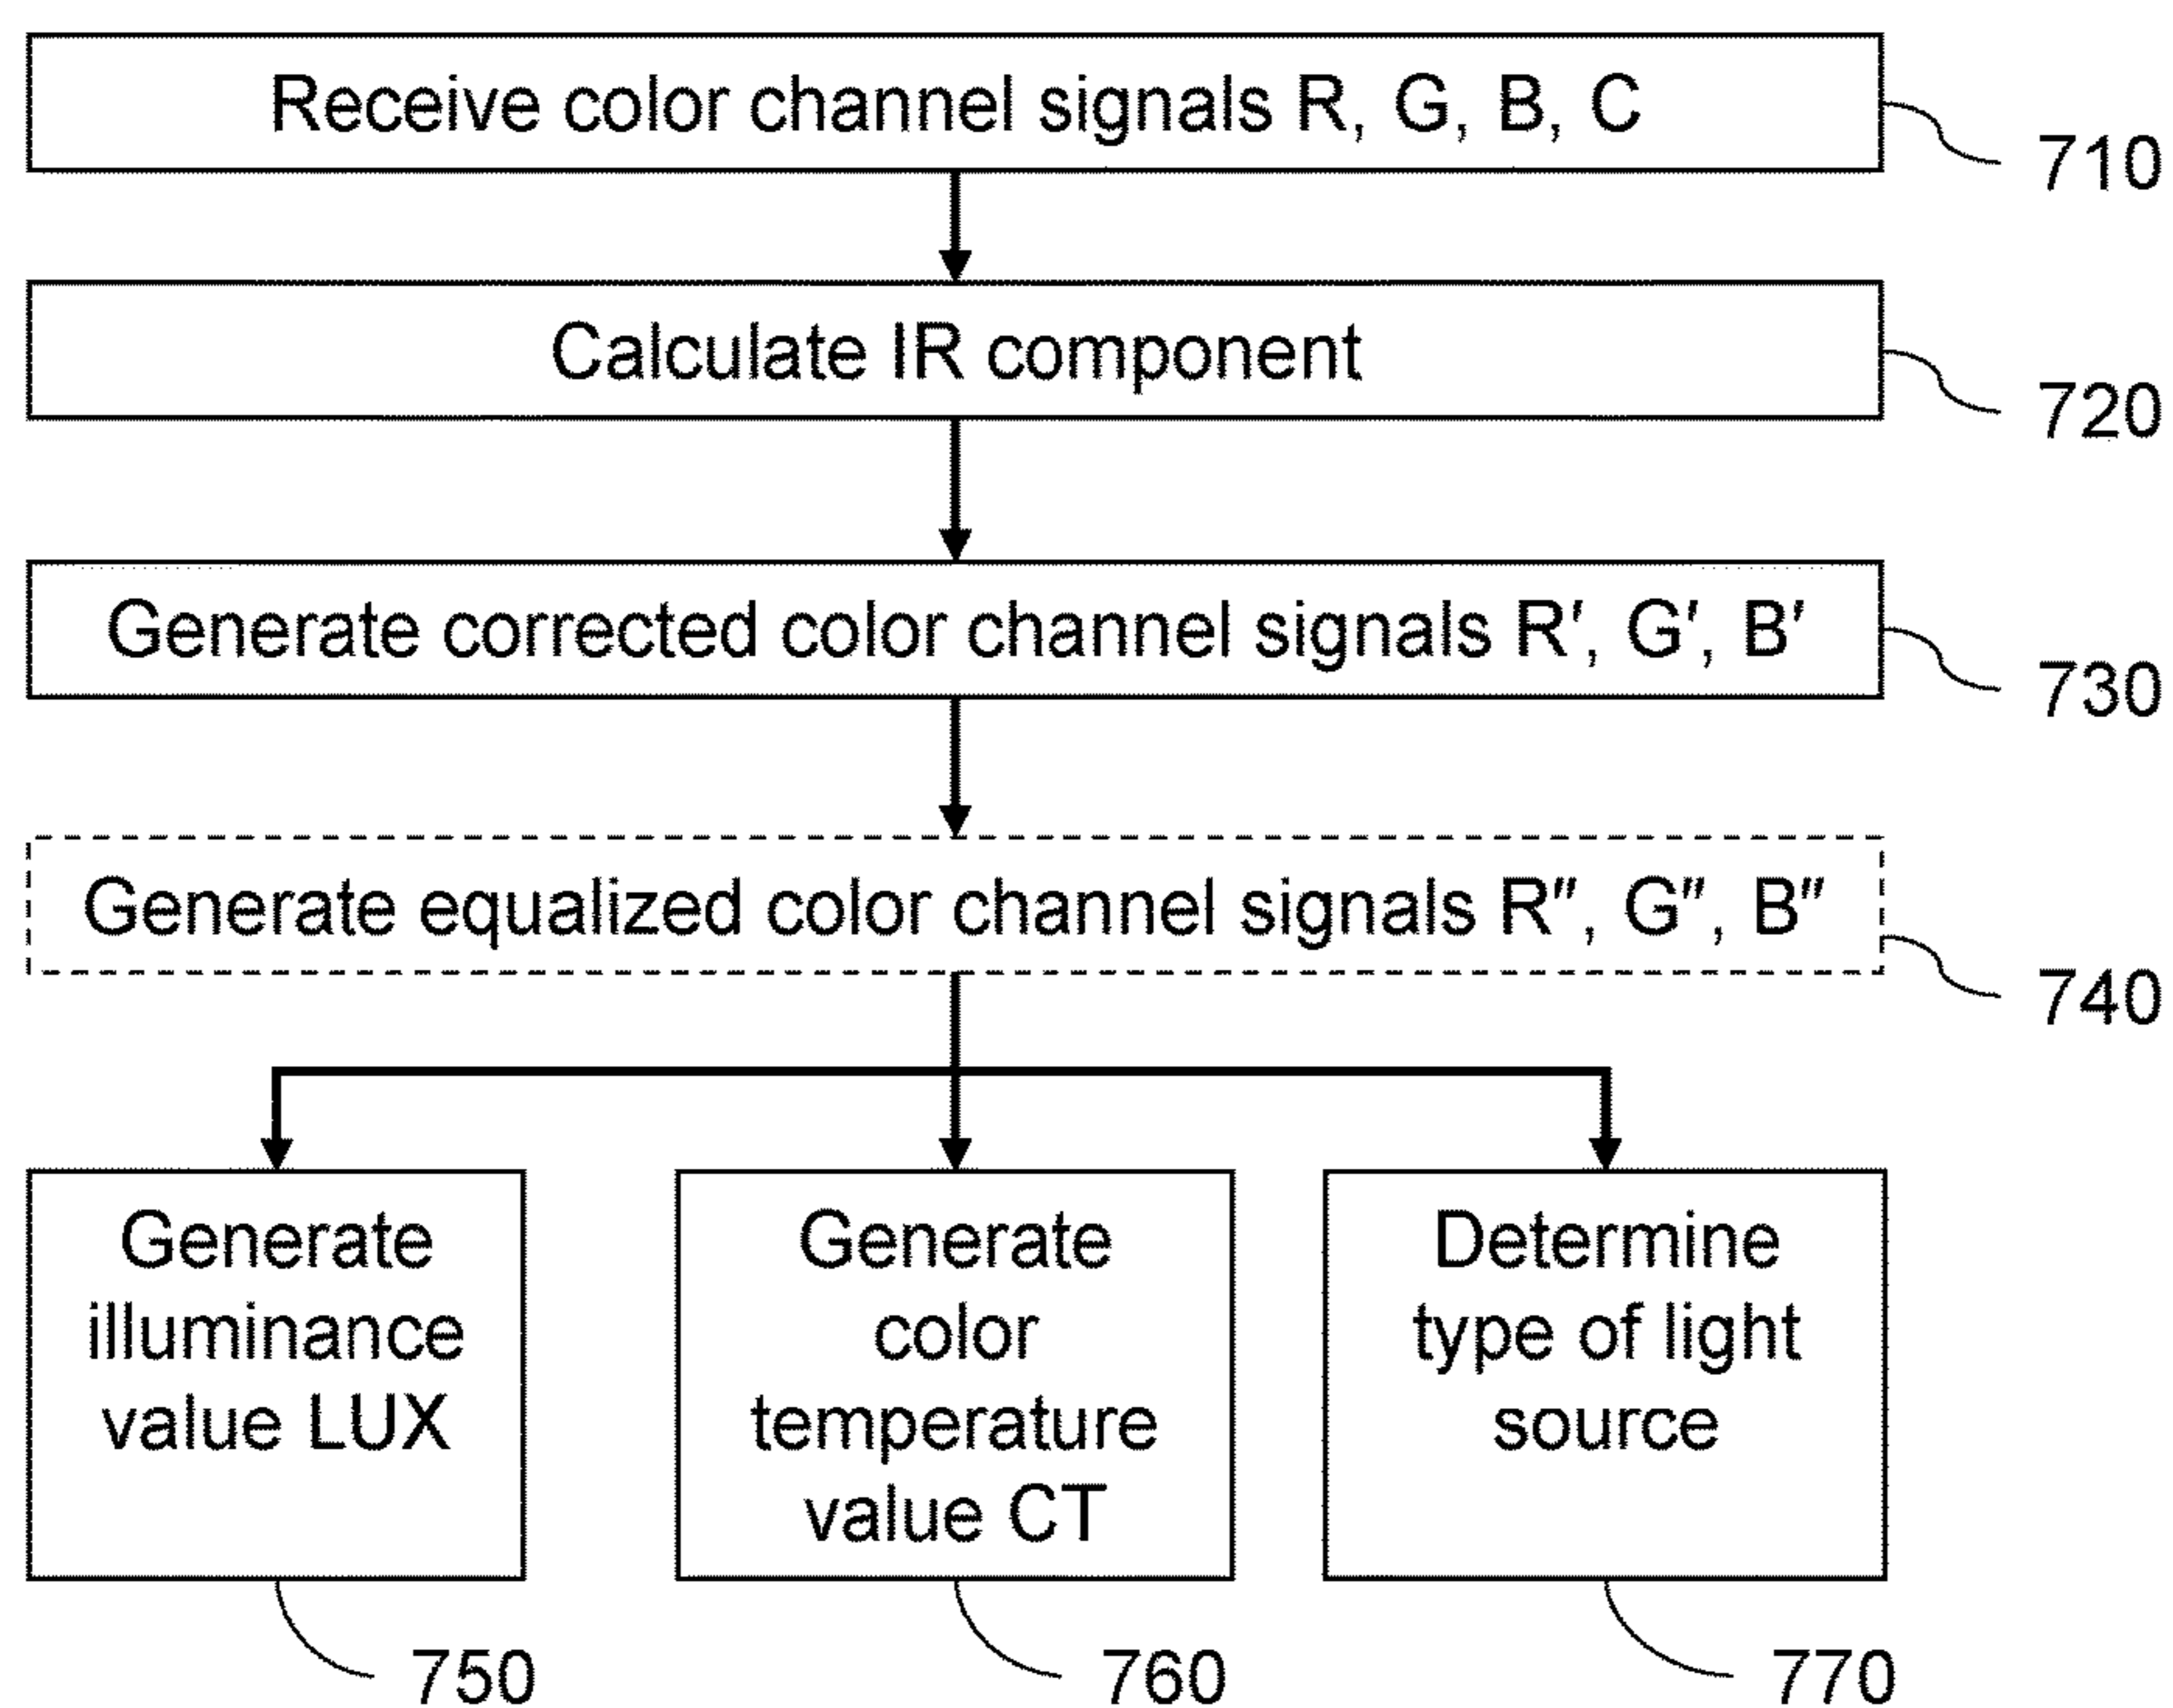 Receive color channel signals R, G, B, C
710
Calculate IR component
720
Generate corrected color channel signals R′, G′, B′
730
Generate equalized color channel signals R″, G″, B″
740
Generate
illuminance
value LUX
750
Generate
color
temperature
value CT
760
Determine
type of light
source
770